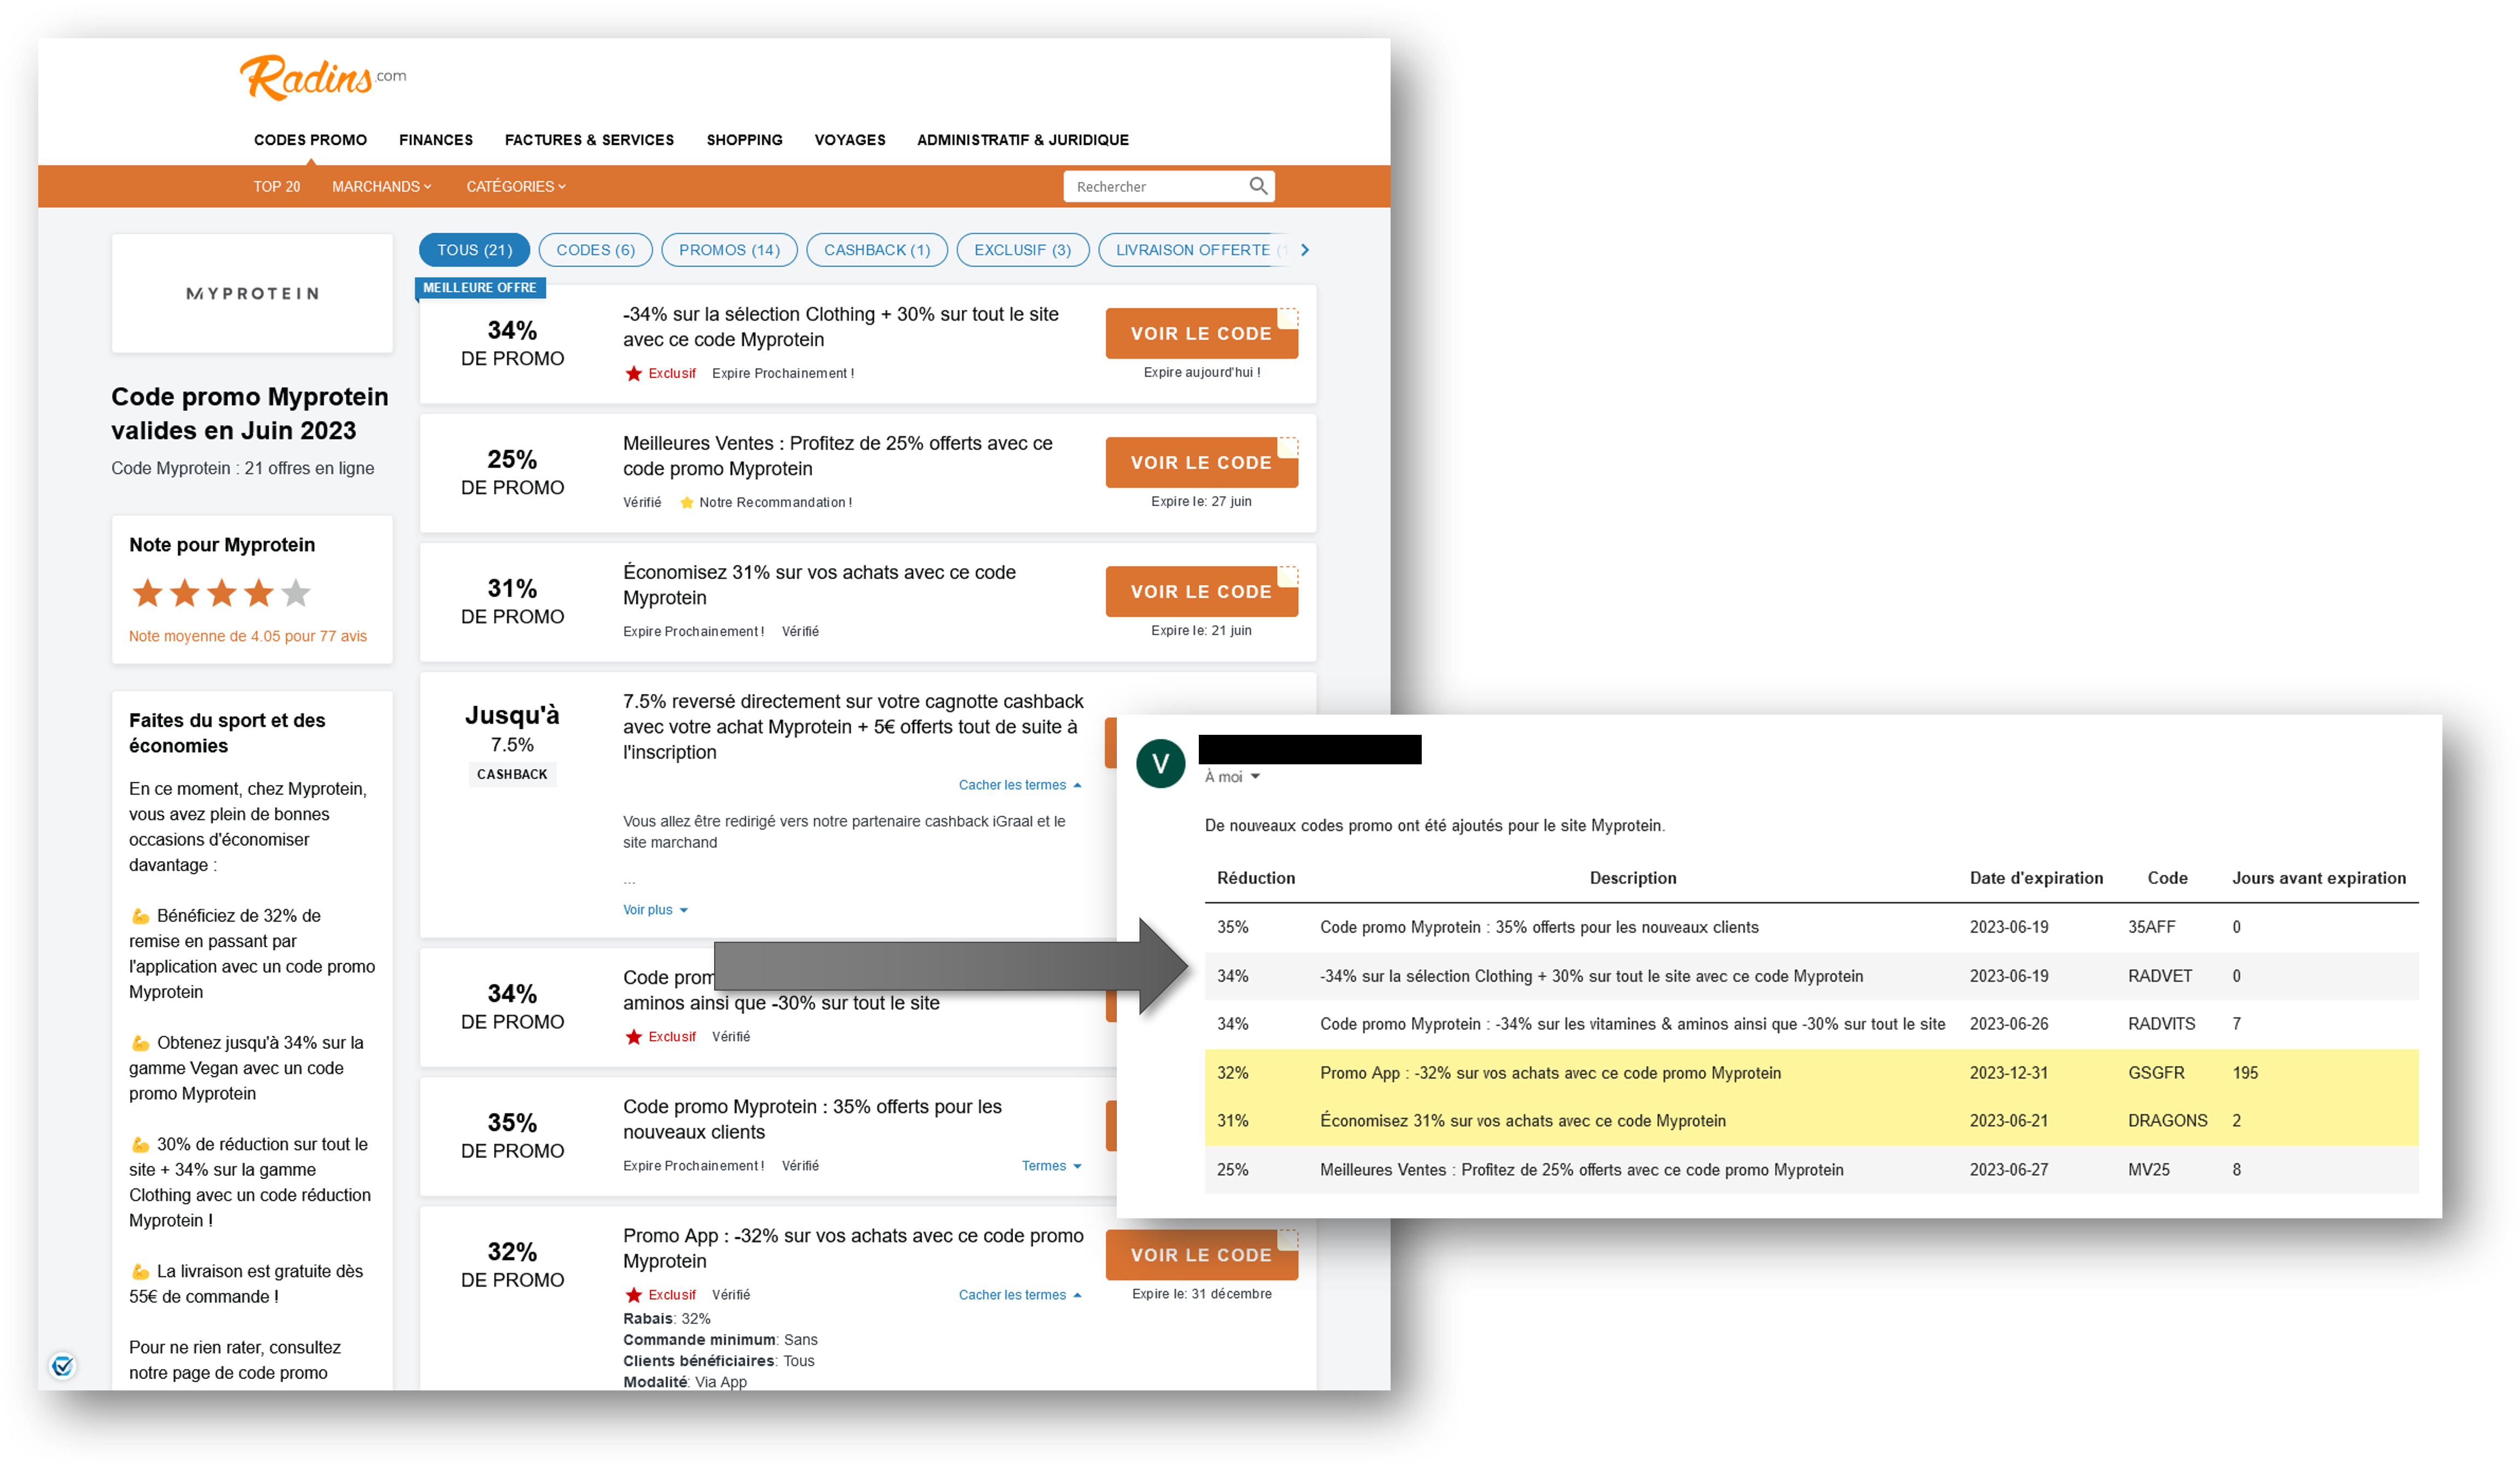 Radins.com
CODES PROMO FINANCES FACTURES & SERVICES SHOPPING VOYAGES ADMINISTRATIF & JURIDIQUE
TOP 20 MARCHANDS CATÉGORIES Rechercher
MYPROTEIN
Code promo Myprotein
valides en Juin 2023
Code Myprotein : 21 offres en ligne
Note pour Myprotein
Note moyenne de 4.05 pour 77 avis
Faites du sport et des
économies
En ce moment, chez Myprotein,
vous avez plein de bonnes
occasions d'économiser
davantage :
💪 Bénéficiez de 32% de
remise en passant par
l'application avec un code promo
Myprotein
💪 Obtenez jusqu'à 34% sur la
gamme Vegan avec un code
promo Myprotein
💪 30% de réduction sur tout le
site + 34% sur la gamme
Clothing avec un code réduction
Myprotein !
💪 La livraison est gratuite dès
55€ de commande !
Pour ne rien rater, consultez
notre page de code promo
TOUS (21) CODES (6) PROMOS (14) CASHBACK (1) EXCLUSIF (3) LIVRAISON OFFERTE
MEILLEURE OFFRE
34%
DE PROMO
-34% sur la sélection Clothing + 30% sur tout le site
avec ce code Myprotein
Exclusif Expire Prochainement !
VOIR LE CODE
Expire aujourd'hui !
25%
DE PROMO
Meilleures Ventes : Profitez de 25% offerts avec ce
code promo Myprotein
Vérifié Notre Recommandation !
VOIR LE CODE
Expire le: 27 juin
31%
DE PROMO
Économisez 31% sur vos achats avec ce code
Myprotein
Expire Prochainement ! Vérifié
VOIR LE CODE
Expire le: 21 juin
Jusqu'à
7.5%
CASHBACK
7.5% reversé directement sur votre cagnotte cashback
avec votre achat Myprotein + 5€ offerts tout de suite à
l'inscription
Cacher les termes
Vous allez être redirigé vers notre partenaire cashback iGraal et le
site marchand
...
Voir plus
34%
DE PROMO
Code prom
aminos ainsi que -30% sur tout le site
Exclusif Vérifié
35%
DE PROMO
Code promo Myprotein : 35% offerts pour les
nouveaux clients
Expire Prochainement ! Vérifié Termes
32%
DE PROMO
Promo App : -32% sur vos achats avec ce code promo
Myprotein
Exclusif Vérifié Cacher les termes
Rabais: 32%
Commande minimum: Sans
Clients bénéficiaires: Tous
Modalité: Via App
VOIR LE CODE
Expire le: 31 décembre
V
À moi
De nouveaux codes promo ont été ajoutés pour le site Myprotein.
Réduction Description Date d'expiration Code Jours avant expiration
35% Code promo Myprotein : 35% offerts pour les nouveaux clients 2023-06-19 35AFF 0
34% -34% sur la sélection Clothing + 30% sur tout le site avec ce code Myprotein 2023-06-19 RADVET 0
34% Code promo Myprotein : -34% sur les vitamines & aminos ainsi que -30% sur tout le site 2023-06-26 RADVITS 7
32% Promo App : -32% sur vos achats avec ce code promo Myprotein 2023-12-31 GSGFR 195
31% Économisez 31% sur vos achats avec ce code Myprotein 2023-06-21 DRAGONS 2
25% Meilleures Ventes : Profitez de 25% offerts avec ce code promo Myprotein 2023-06-27 MV25 8